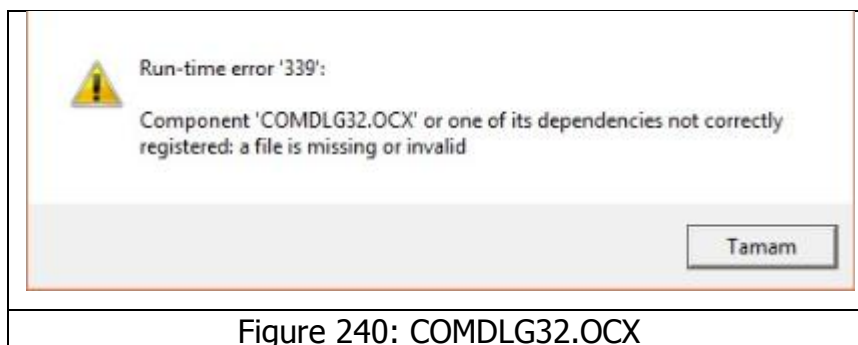 Run-time error '339':
Component 'COMDLG32.OCX' or one of its dependencies not correctly
registered: a file is missing or invalid
Tamam
Figure 240: COMDLG32.OCX